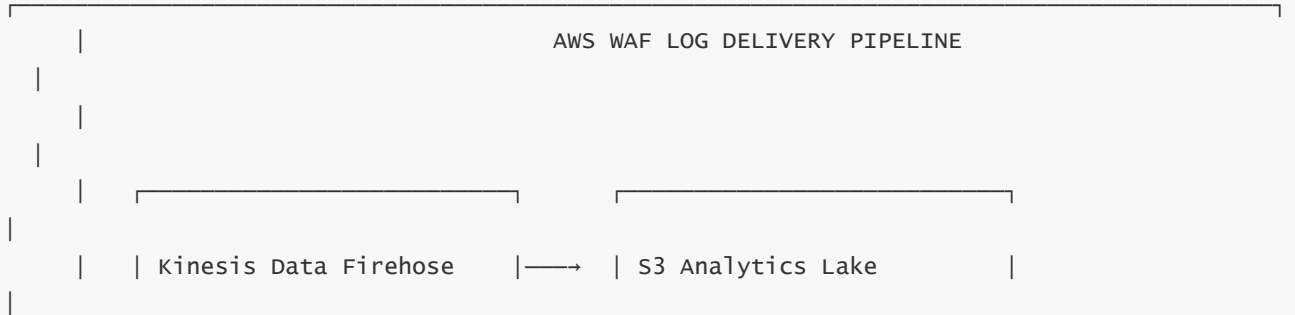 AWS WAF LOG DELIVERY PIPELINE
Kinesis Data Firehose → S3 Analytics Lake